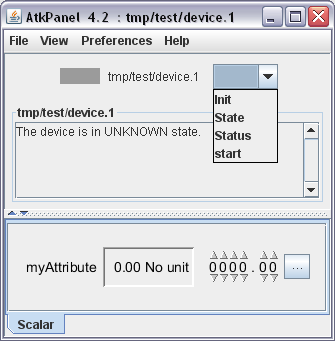 AtkPanel 4.2 : tmp/test/device.1
File View Preferences Help
tmp/test/device.1
Init
State
Status
start
tmp/test/device.1
The device is in UNKNOWN state.
myAttribute 0.00 No unit 0000.00 ...
Scalar